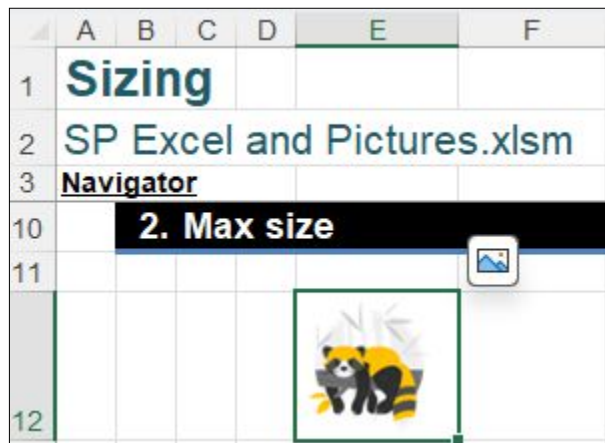 A B C D E F
1 Sizing
2 SP Excel and Pictures.xlsm
3 Navigator
10 2. Max size
11
12